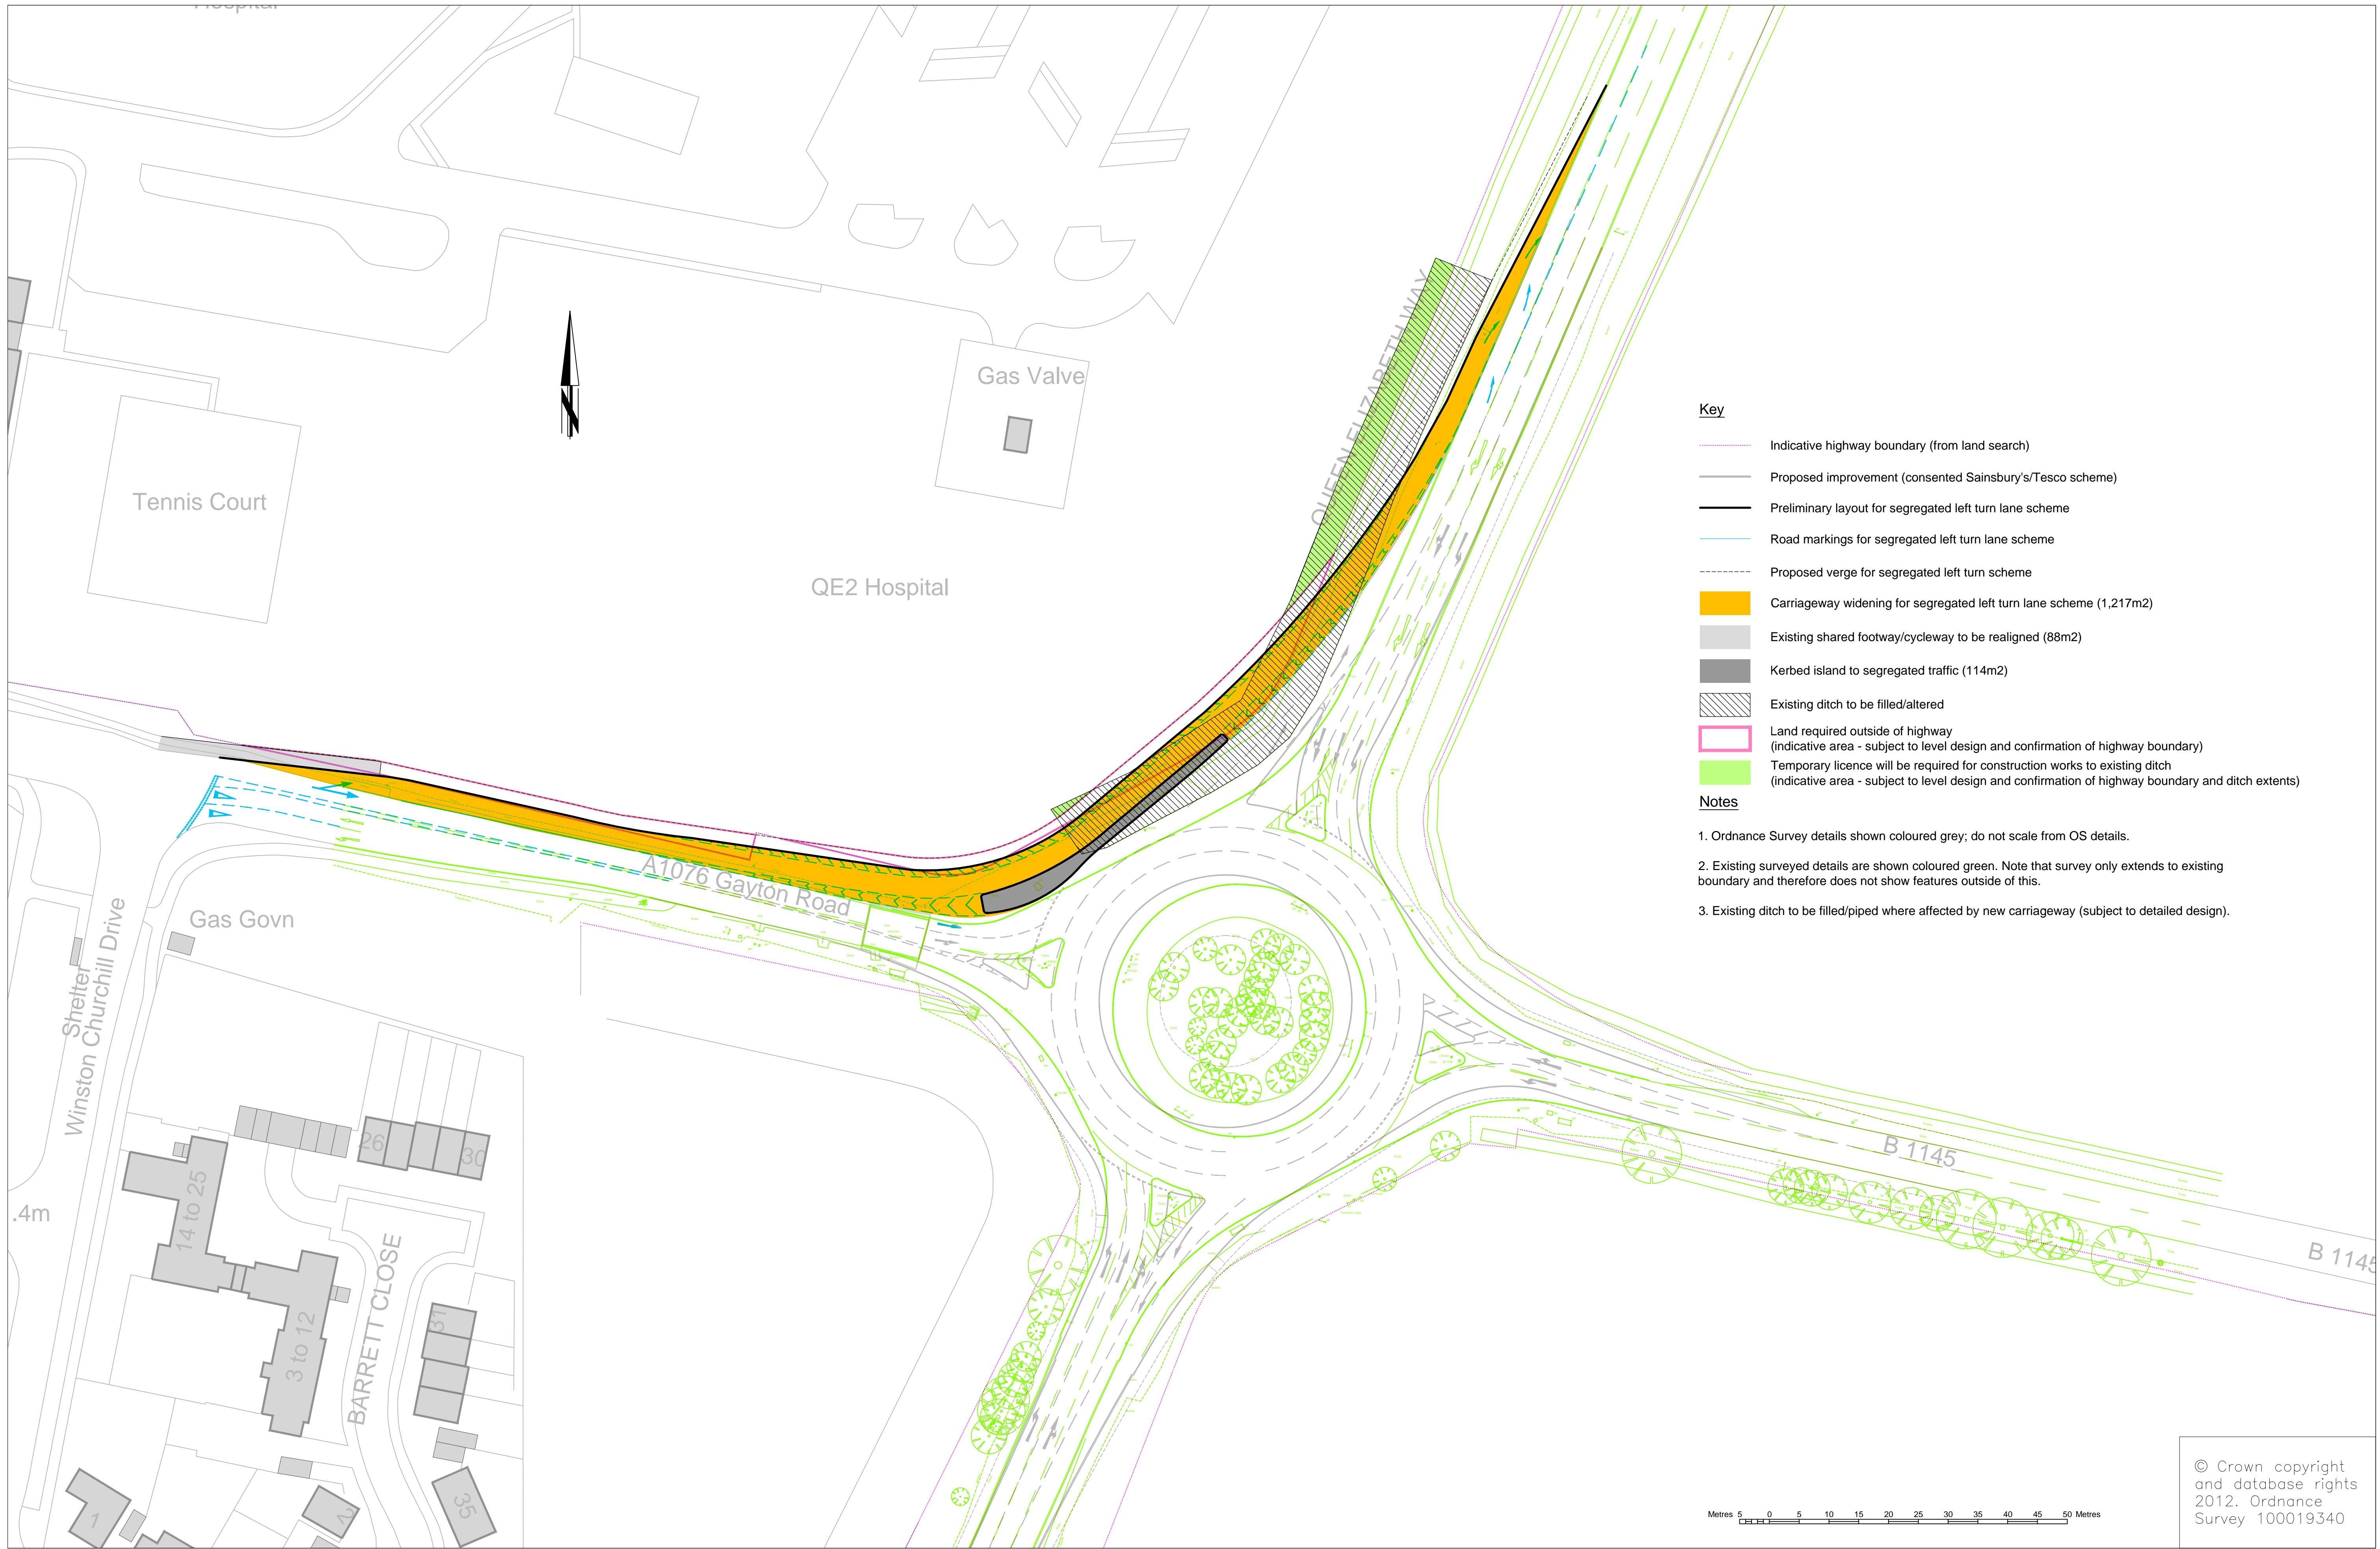 Hospital
QUEEN ELIZABETH WAY
Gas Valve
Tennis Court
QE2 Hospital
N
A1076 Gayton Road
Gas Govn
Shelter
Winston Churchill Drive
26
30
14 to 25
.4m
3 to 12
BARRETT CLOSE
31
35
1
B 1145
B 1145
Key
Indicative highway boundary (from land search)
Proposed improvement (consented Sainsbury's/Tesco scheme)
Preliminary layout for segregated left turn lane scheme
Road markings for segregated left turn lane scheme
Proposed verge for segregated left turn scheme
Carriageway widening for segregated left turn lane scheme (1,217m2)
Existing shared footway/cycleway to be realigned (88m2)
Kerbed island to segregated traffic (114m2)
Existing ditch to be filled/altered
Land required outside of highway
(indicative area - subject to level design and confirmation of highway boundary)
Temporary licence will be required for construction works to existing ditch
(indicative area - subject to level design and confirmation of highway boundary and ditch extents)
Notes
1. Ordnance Survey details shown coloured grey; do not scale from OS details.
2. Existing surveyed details are shown coloured green. Note that survey only extends to existing
boundary and therefore does not show features outside of this.
3. Existing ditch to be filled/piped where affected by new carriageway (subject to detailed design).
Metres 5 0 5 10 15 20 25 30 35 40 45 50 Metres
© Crown copyright
and database rights
2012. Ordnance
Survey 100019340